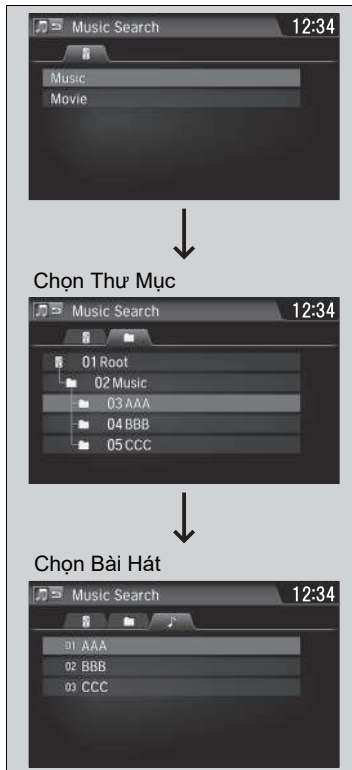 Music Search 12:34
Music
Movie
Chọn Thư Mục
Music Search 12:34
01 Root
02 Music
03 AAA
04 BBB
05 CCC
Chọn Bài Hát
Music Search 12:34
01 AAA
02 BBB
03 CCC